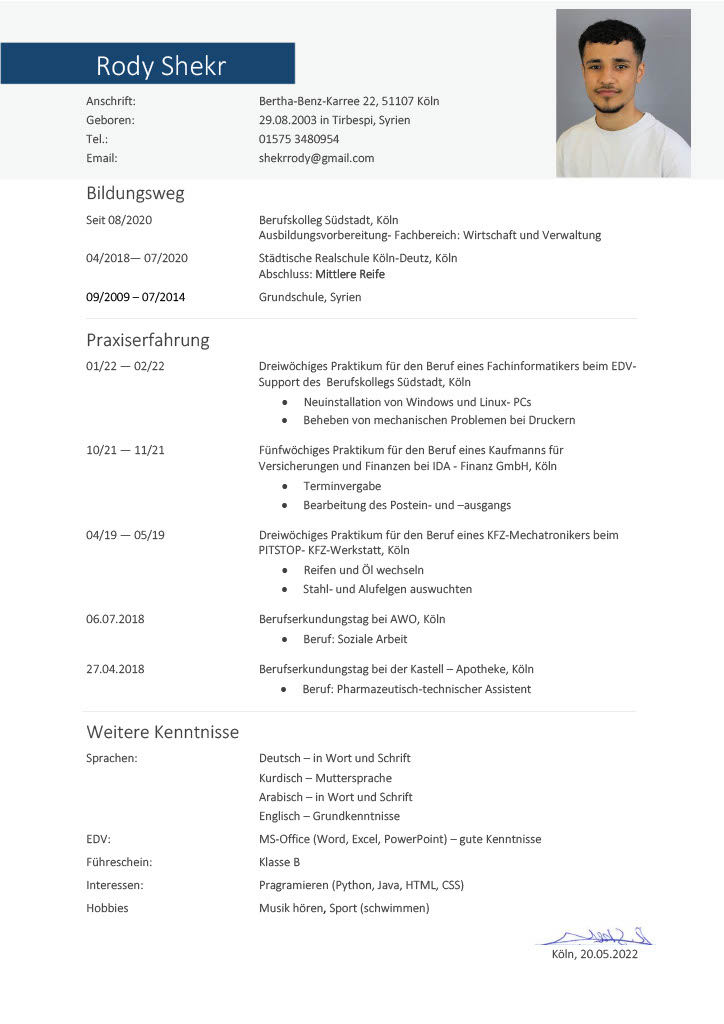 Rody Shekr
Anschrift: Bertha-Benz-Karree 22, 51107 Köln
Geboren: 29.08.2003 in Tirbespi, Syrien
Tel.: 01575 3480954
Email: shekrrody@gmail.com
Bildungsweg
Seit 08/2020 Berufskolleg Südstadt, Köln
Ausbildungsvorbereitung- Fachbereich: Wirtschaft und Verwaltung
04/2018— 07/2020 Städtische Realschule Köln-Deutz, Köln
Abschluss: Mittlere Reife
09/2009 – 07/2014 Grundschule, Syrien
Praxiserfahrung
01/22 — 02/22 Dreiwöchiges Praktikum für den Beruf eines Fachinformatikers beim EDV-
Support des Berufskollegs Südstadt, Köln
• Neuinstallation von Windows und Linux- PCs
• Beheben von mechanischen Problemen bei Druckern
10/21 — 11/21 Fünfwöchiges Praktikum für den Beruf eines Kaufmanns für
Versicherungen und Finanzen bei IDA - Finanz GmbH, Köln
• Terminvergabe
• Bearbeitung des Postein- und –ausgangs
04/19 — 05/19 Dreiwöchiges Praktikum für den Beruf eines KFZ-Mechatronikers beim
PITSTOP- KFZ-Werkstatt, Köln
• Reifen und Öl wechseln
• Stahl- und Alufelgen auswuchten
06.07.2018 Berufserkundungstag bei AWO, Köln
• Beruf: Soziale Arbeit
27.04.2018 Berufserkundungstag bei der Kastell – Apotheke, Köln
• Beruf: Pharmazeutisch-technischer Assistent
Weitere Kenntnisse
Sprachen: Deutsch – in Wort und Schrift
Kurdisch – Muttersprache
Arabisch – in Wort und Schrift
Englisch – Grundkenntnisse
EDV: MS-Office (Word, Excel, PowerPoint) – gute Kenntnisse
Führeschein: Klasse B
Interessen: Pragramieren (Python, Java, HTML, CSS)
Hobbies Musik hören, Sport (schwimmen)
Köln, 20.05.2022